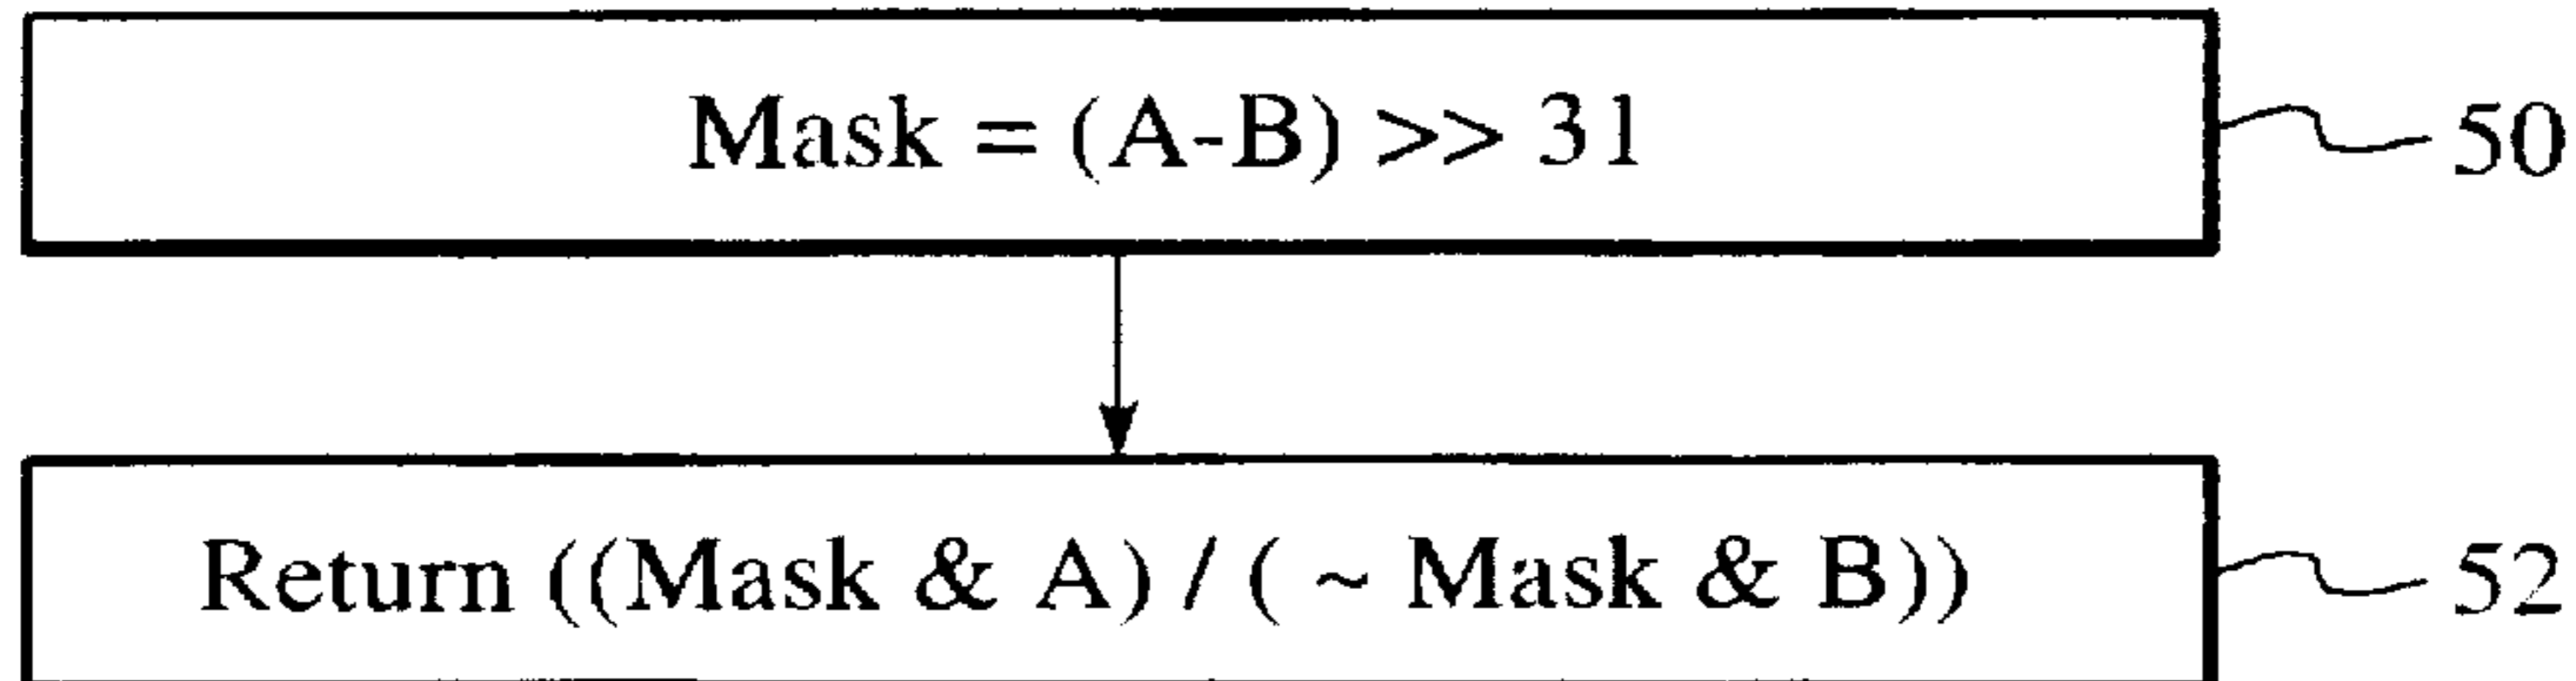 Mask = (A-B) >> 31
50
Return ((Mask & A) / ( ~ Mask & B))
52